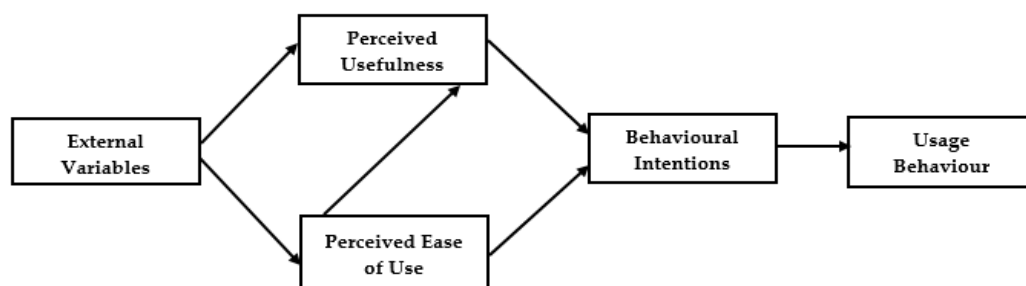 Perceived
Usefulness
External
Variables
Behavioural
Intentions
Usage
Behaviour
Perceived Ease
of Use